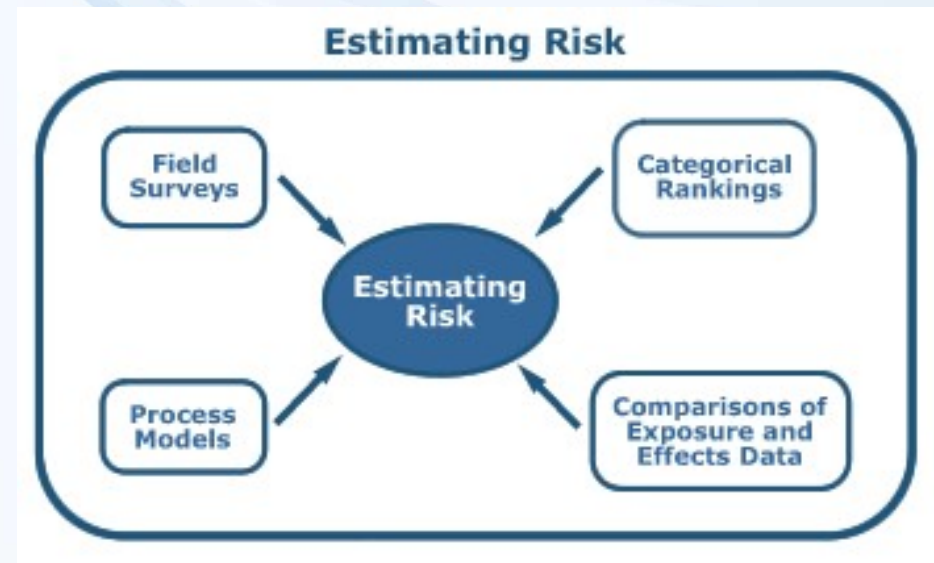 Estimating Risk
Field
Surveys
Categorical
Rankings
Estimating
Risk
Process
Models
Comparisons of
Exposure and
Effects Data